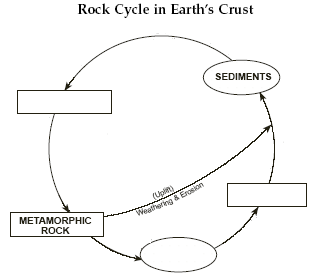 Rock Cycle in Earth's Crust
SEDIMENTS
(Uplift)
Weathering & Erosion
METAMORPHIC
ROCK